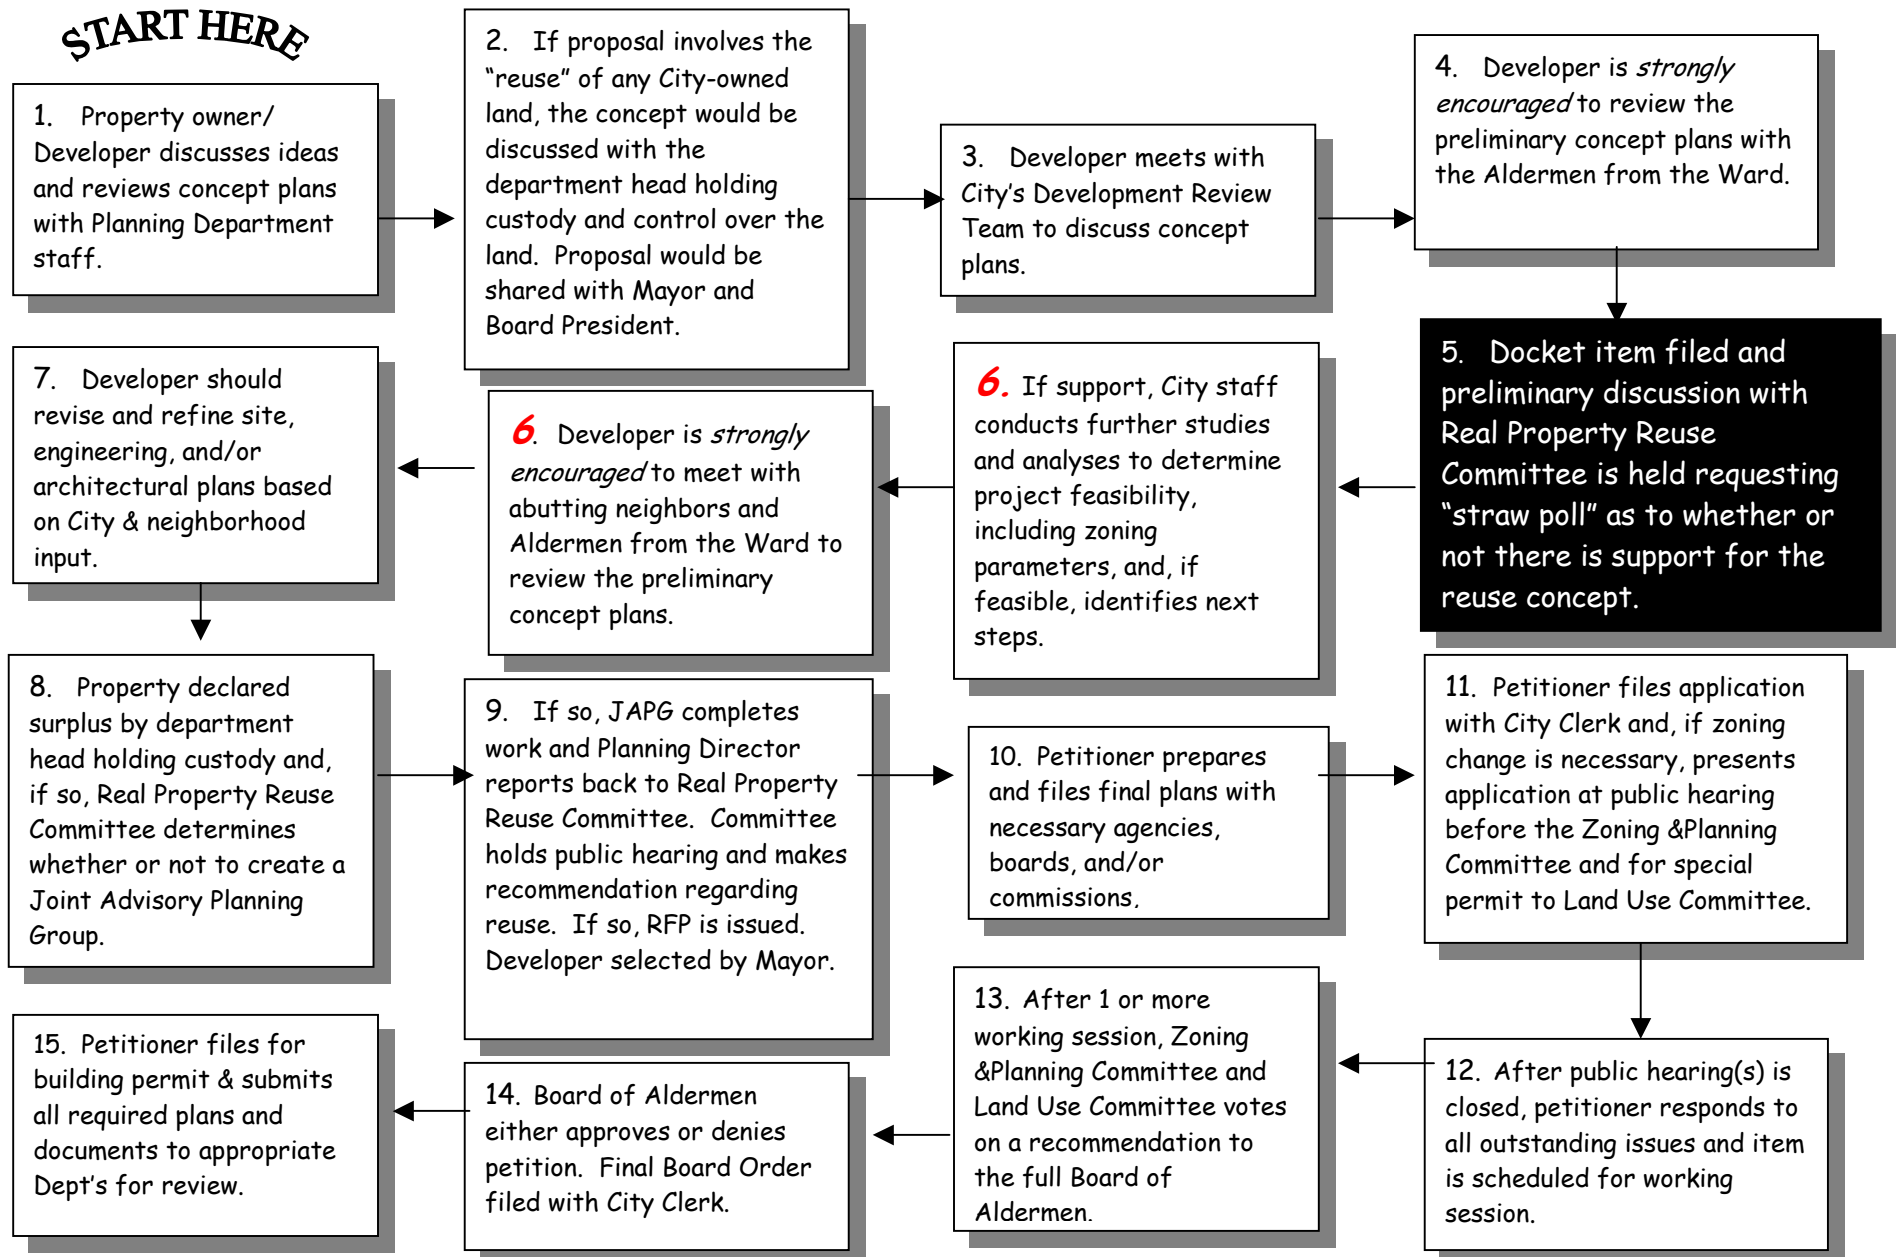 START HERE
1. Property owner/
Developer discusses ideas
and reviews concept plans
with Planning Department
staff.
2. If proposal involves the
“reuse” of any City-owned
land, the concept would be
discussed with the
department head holding
custody and control over the
land. Proposal would be
shared with Mayor and
Board President.
3. Developer meets with
City’s Development Review
Team to discuss concept
plans.
4. Developer is strongly
encouraged to review the
preliminary concept plans with
the Aldermen from the Ward.
5. Docket item filed and
preliminary discussion with
Real Property Reuse
Committee is held requesting
“straw poll” as to whether or
not there is support for the
reuse concept.
6. If support, City staff
conducts further studies
and analyses to determine
project feasibility,
including zoning
parameters, and, if
feasible, identifies next
steps.
6. Developer is strongly
encouraged to meet with
abutting neighbors and
Aldermen from the Ward to
review the preliminary
concept plans.
7. Developer should
revise and refine site,
engineering, and/or
architectural plans based
on City & neighborhood
input.
8. Property declared
surplus by department
head holding custody and,
if so, Real Property Reuse
Committee determines
whether or not to create a
Joint Advisory Planning
Group.
9. If so, JAPG completes
work and Planning Director
reports back to Real Property
Reuse Committee. Committee
holds public hearing and makes
recommendation regarding
reuse. If so, RFP is issued.
Developer selected by Mayor.
10. Petitioner prepares
and files final plans with
necessary agencies,
boards, and/or
commissions.
11. Petitioner files application
with City Clerk and, if zoning
change is necessary, presents
application at public hearing
before the Zoning &Planning
Committee and for special
permit to Land Use Committee.
12. After public hearing(s) is
closed, petitioner responds to
all outstanding issues and item
is scheduled for working
session.
13. After 1 or more
working session, Zoning
&Planning Committee and
Land Use Committee votes
on a recommendation to
the full Board of
Aldermen.
14. Board of Aldermen
either approves or denies
petition. Final Board Order
filed with City Clerk.
15. Petitioner files for
building permit & submits
all required plans and
documents to appropriate
Dept’s for review.